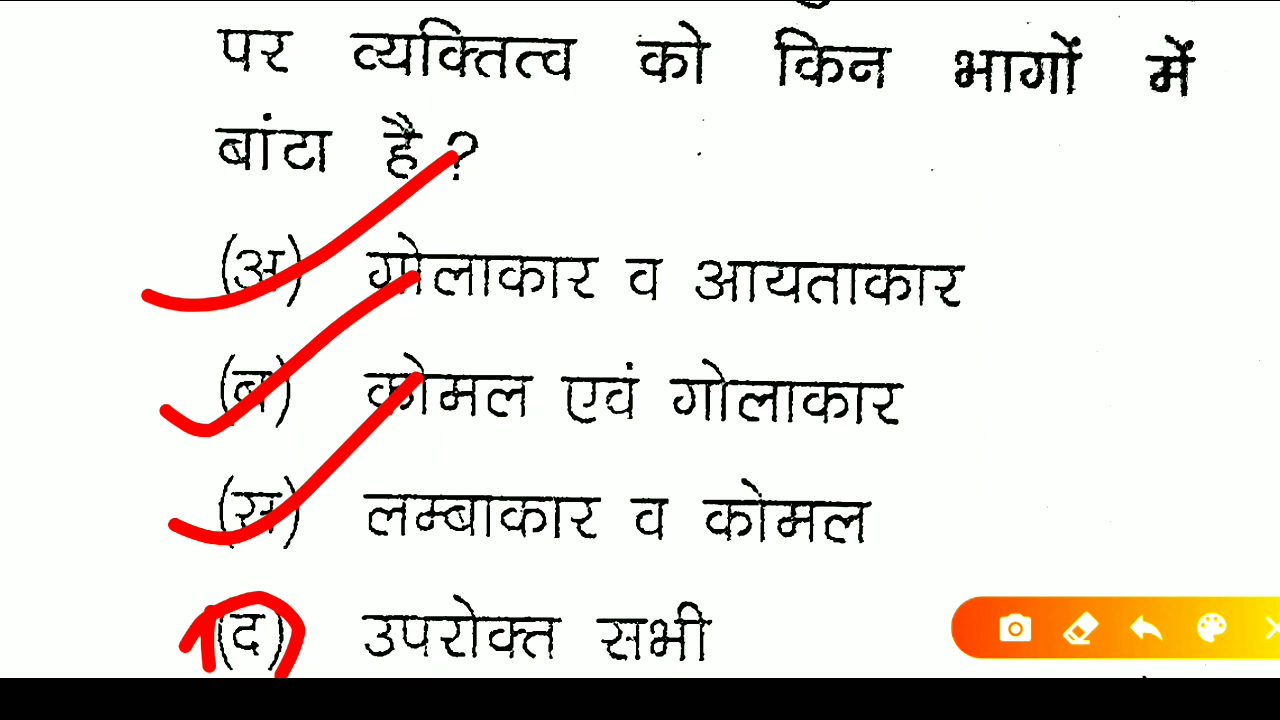 पर व्यक्तित्व को किन भागों में
बांटा है?
(अ) गोलाकार व आयताकार
(ब) कोमल एवं गोलाकार
(स) लम्बाकार व कोमल
(द) उपरोक्त सभी